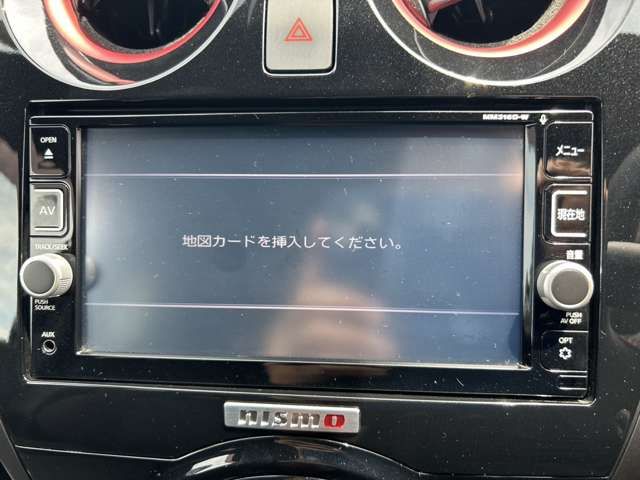 MM316D-W
OPEN
メニュー
AV
現在地
地図カードを挿入してください。
TRACK/SEEK
音量
PUSH
SOURCE
PUSH
AV OFF
AUX
OPT
nismo